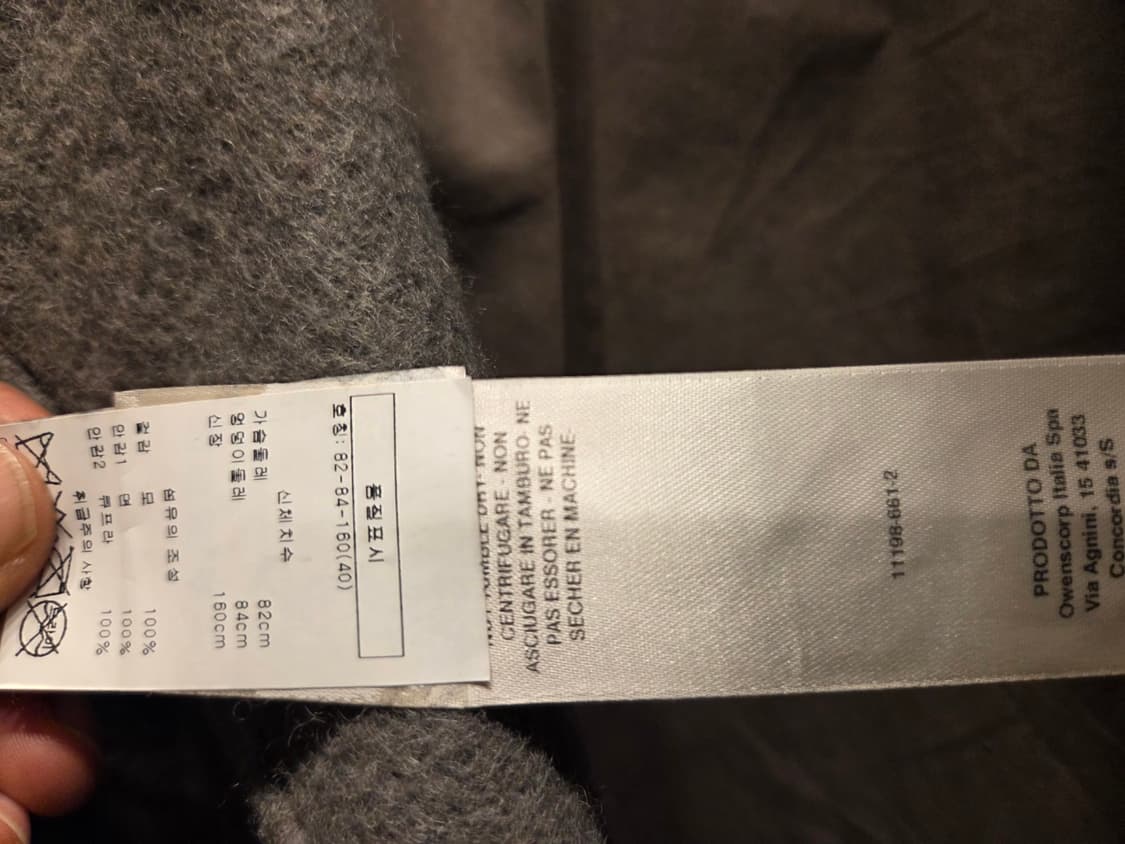 품질표시
호칭: 82-84-160(40)
신체치수
가슴둘레 82cm
엉덩이둘레 84cm
신장 160cm
섬유의 조성
겉감 모 100%
안감1 면 100%
안감2 큐프라 100%
취급주의 사항
CENTRIFUGARE - NON
ASCIUGARE IN TAMBURO- NE
PAS ESSORER - NE PAS
SECHER EN MACHINE-
11198-661-2
PRODOTTO DA
Owenscorp Italia Spa
Via Agnini, 15 41033
Concordia s/S